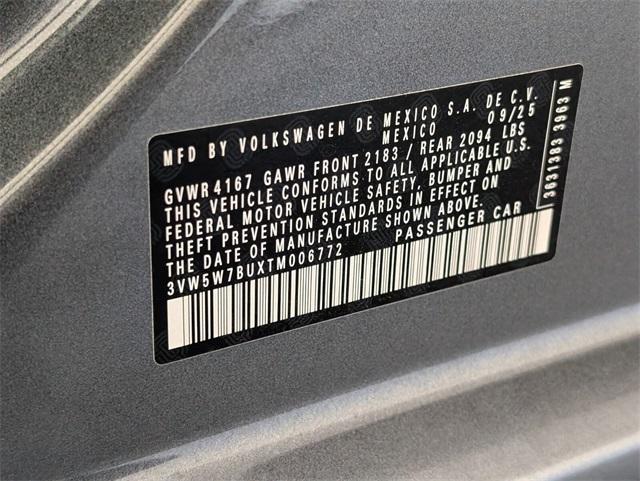 MFD BY VOLKSWAGEN DE MEXICO S.A. DE C.V.
MEXICO 09/25
GVWR 4167 GAWR FRONT 2183 / REAR 2094 LBS
THIS VEHICLE CONFORMS TO ALL APPLICABLE U.S.
FEDERAL MOTOR VEHICLE SAFETY, BUMPER AND
THEFT PREVENTION STANDARDS IN EFFECT ON
THE DATE OF MANUFACTURE SHOWN ABOVE.
3VW5W7BUXTM006772 PASSENGER CAR
3631383 3963 M